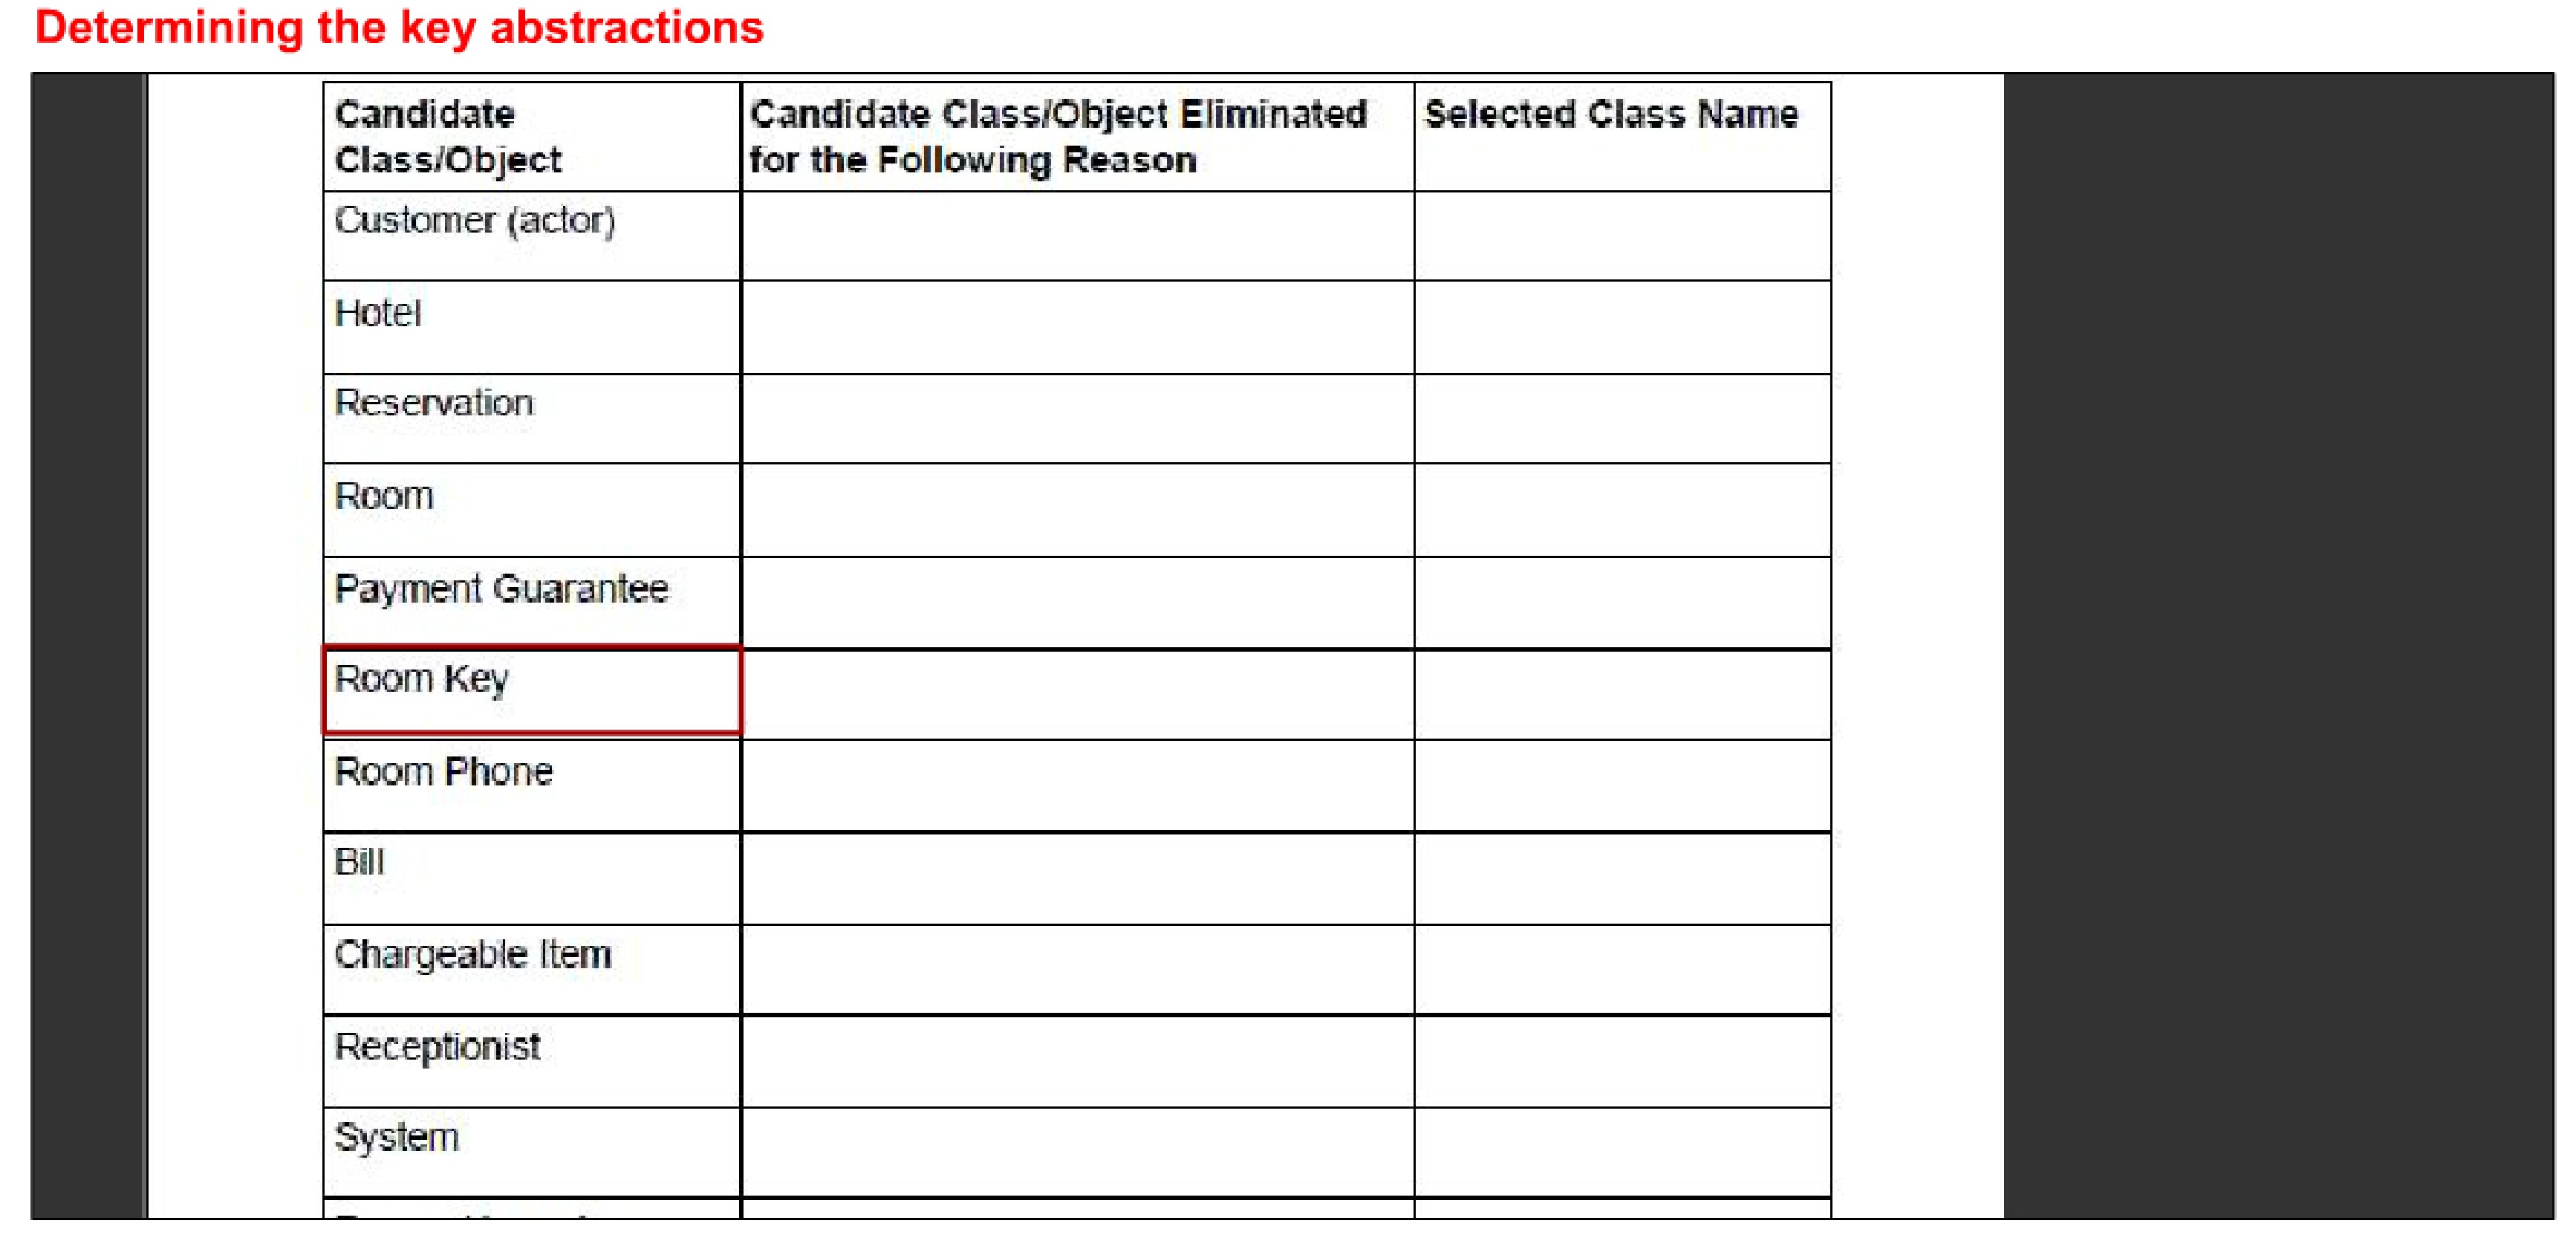 Determining the key abstractions
Candidate Class/Object
Candidate Class/Object Eliminated for the Following Reason
Selected Class Name
Customer (actor)
Hotel
Reservation
Room
Payment Guarantee
Room Key
Room Phone
Bill
Chargeable Item
Receptionist
System